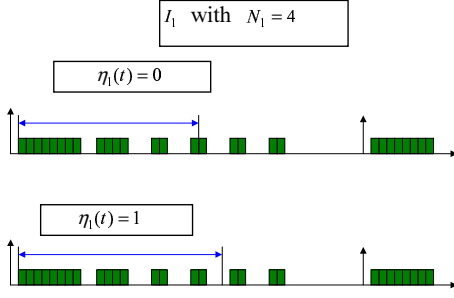 I₁ with N₁ = 4
η₁(t) = 0
η₁(t) = 1